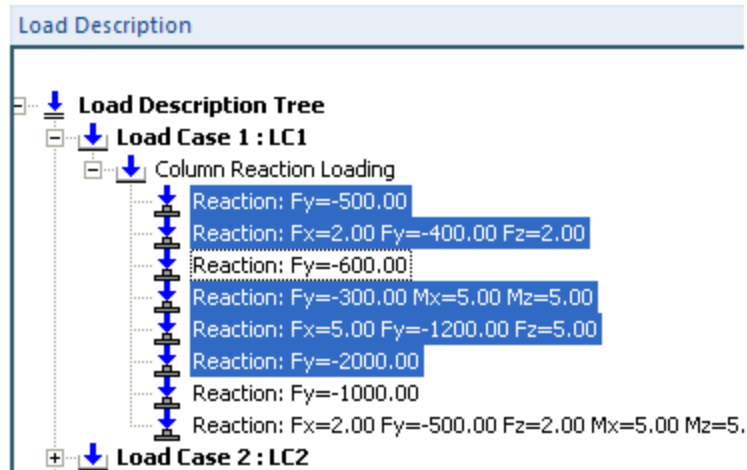 Load Description
Load Description Tree
Load Case 1 : LC1
Column Reaction Loading
Reaction: Fy=-500.00
Reaction: Fx=2.00 Fy=-400.00 Fz=2.00
Reaction: Fy=-600.00
Reaction: Fy=-300.00 Mx=5.00 Mz=5.00
Reaction: Fx=5.00 Fy=-1200.00 Fz=5.00
Reaction: Fy=-2000.00
Reaction: Fy=-1000.00
Reaction: Fx=2.00 Fy=-500.00 Fz=2.00 Mx=5.00 Mz=5.
Load Case 2 : LC2